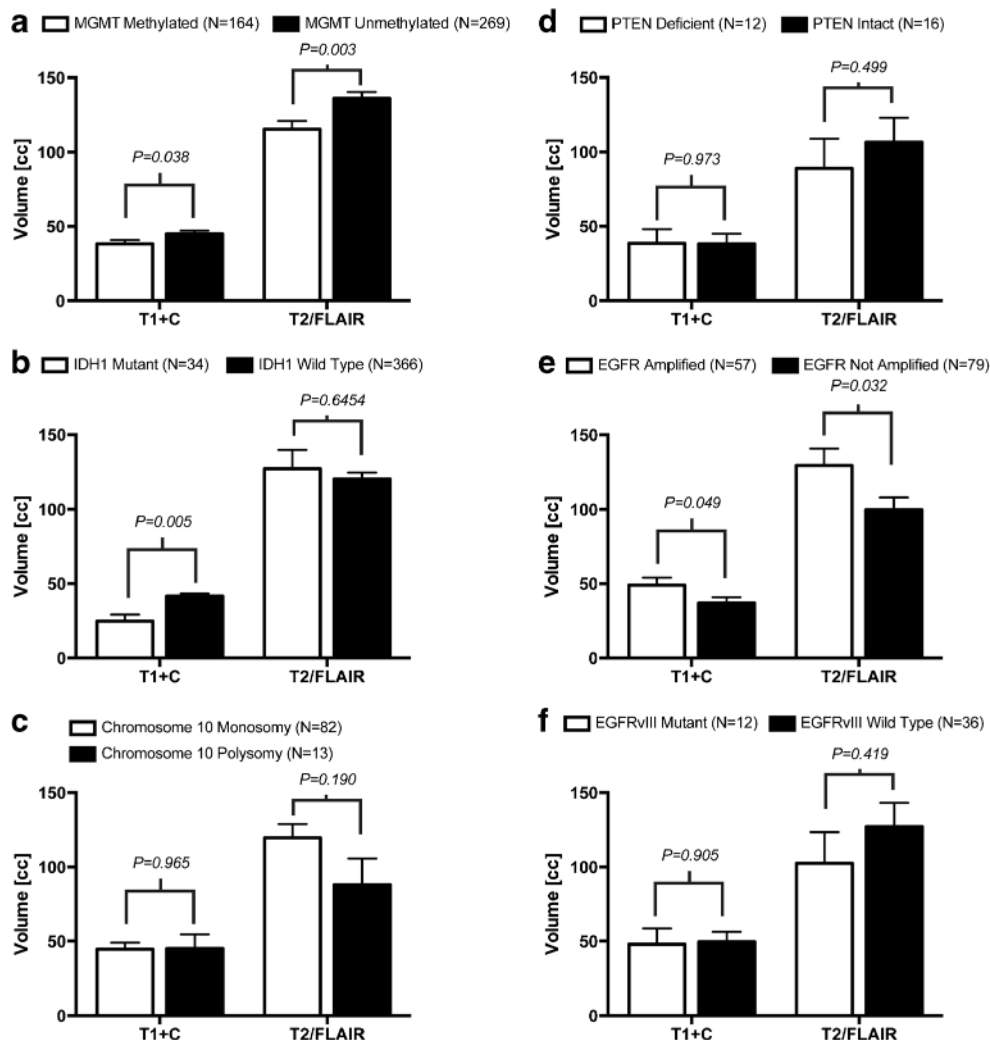 a MGMT Methylated (N=164) MGMT Unmethylated (N=269)
P=0.003
P=0.038
Volume [cc]
150
100
50
0
T1+C T2/FLAIR
b IDH1 Mutant (N=34) IDH1 Wild Type (N=366)
P=0.6454
P=0.005
Volume [cc]
150
100
50
0
T1+C T2/FLAIR
c Chromosome 10 Monosomy (N=82)
Chromosome 10 Polysomy (N=13)
P=0.190
P=0.965
Volume [cc]
150
100
50
0
T1+C T2/FLAIR
d PTEN Deficient (N=12) PTEN Intact (N=16)
P=0.499
P=0.973
Volume [cc]
150
100
50
0
T1+C T2/FLAIR
e EGFR Amplified (N=57) EGFR Not Amplified (N=79)
P=0.032
P=0.049
Volume [cc]
150
100
50
0
T1+C T2/FLAIR
f EGFRvIII Mutant (N=12) EGFRvIII Wild Type (N=36)
P=0.419
P=0.905
Volume [cc]
150
100
50
0
T1+C T2/FLAIR